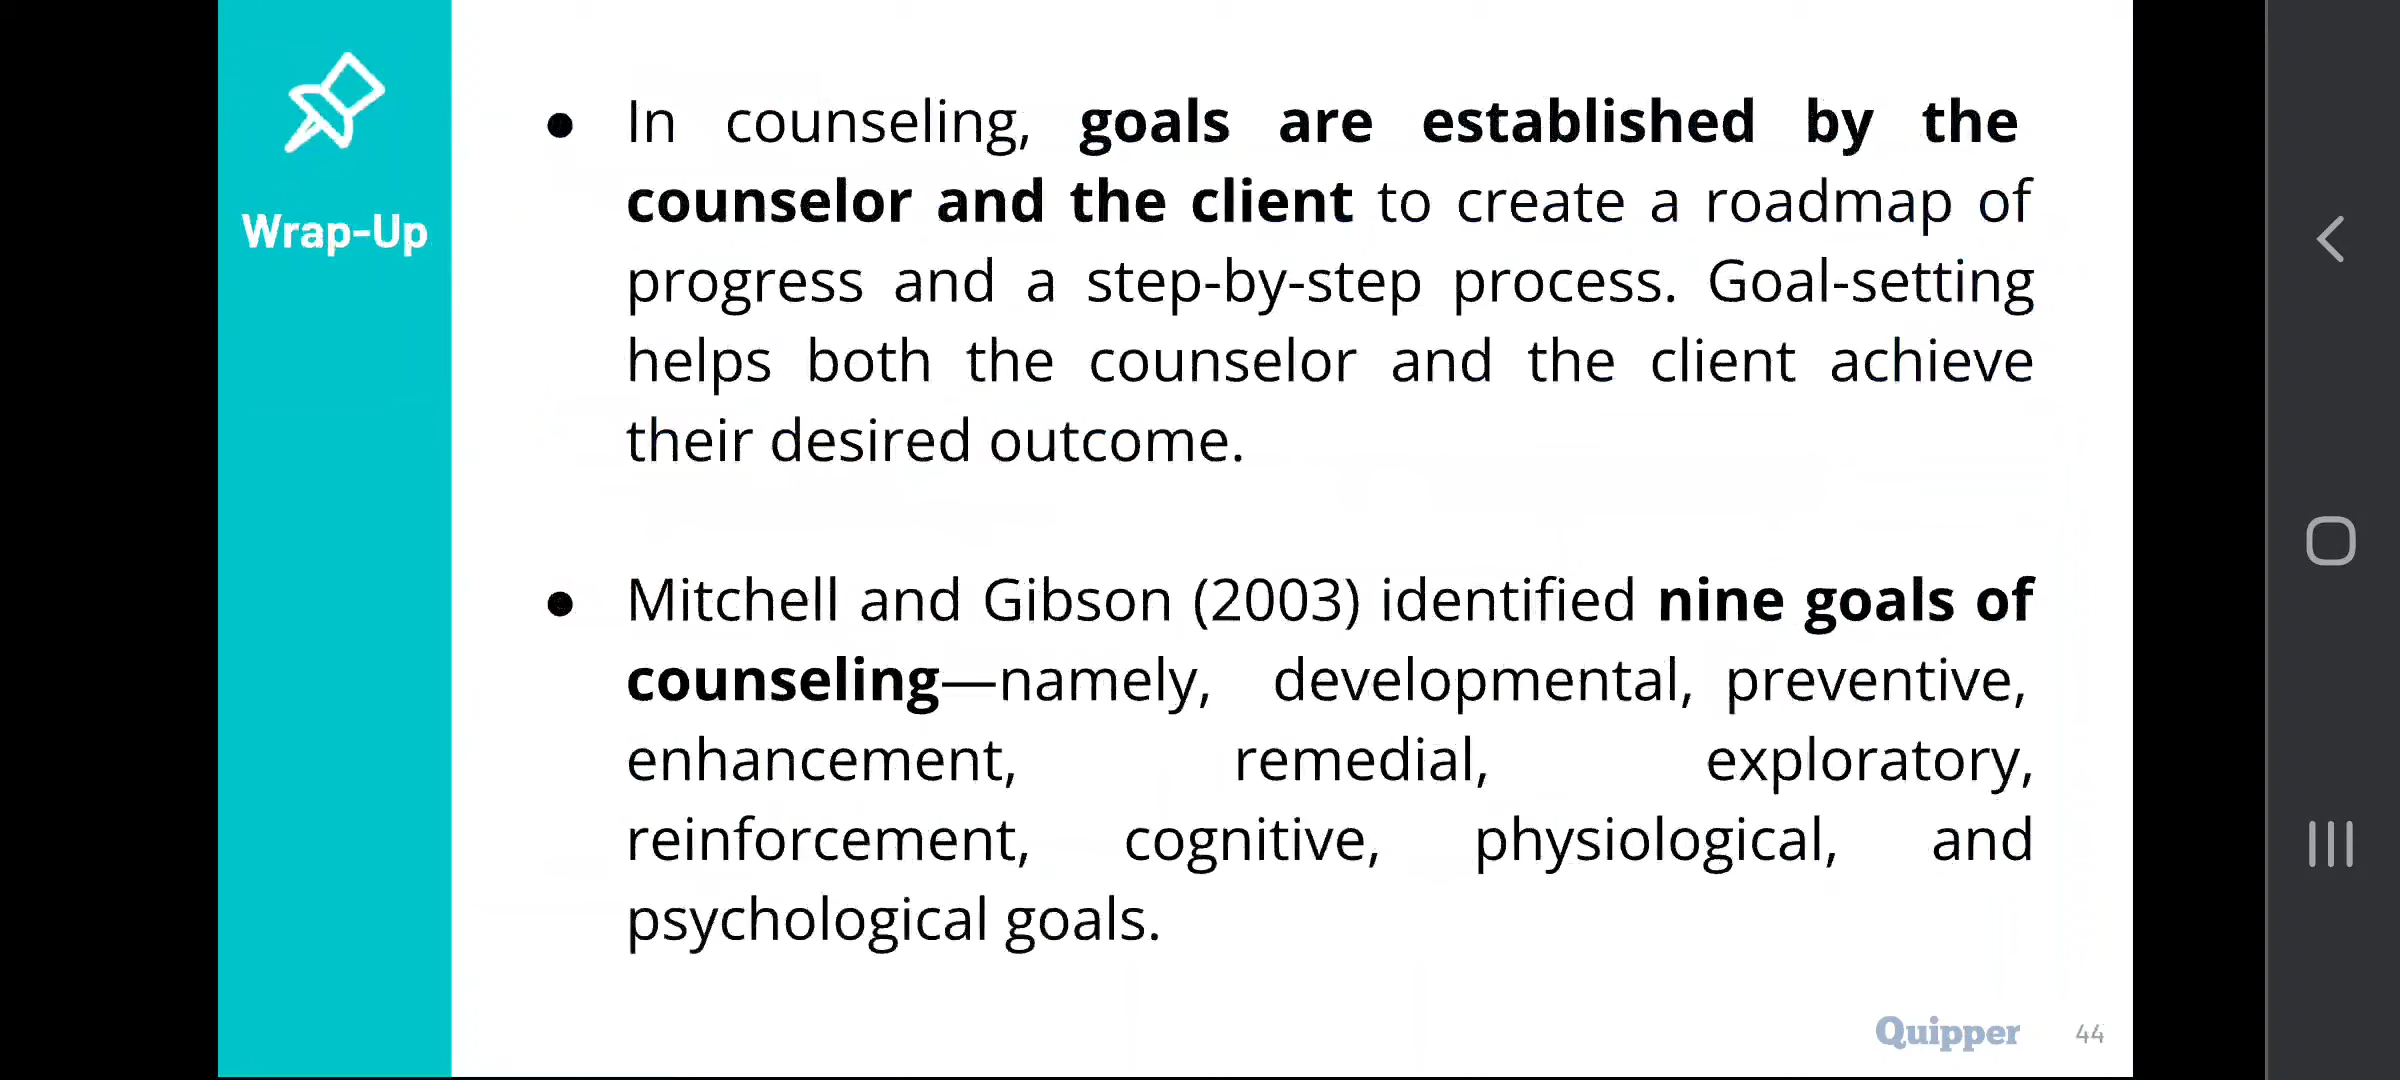 Wrap-Up
● In counseling, goals are established by the
counselor and the client to create a roadmap of
progress and a step-by-step process. Goal-setting
helps both the counselor and the client achieve
their desired outcome.
● Mitchell and Gibson (2003) identified nine goals of
counseling—namely, developmental, preventive,
enhancement, remedial, exploratory,
reinforcement, cognitive, physiological, and
psychological goals.
Quipper 44